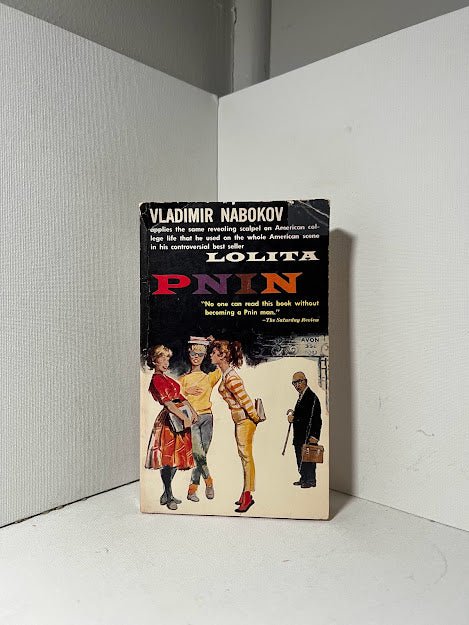 VLADIMIR NABOKOV
applies the same revealing scalpel on American col-
lege life that he used on the whole American scene
in his controversial best seller
LOLITA
PNIN
"No one can read this book without
becoming a Pnin man."
—The Saturday Review
AVON
35c